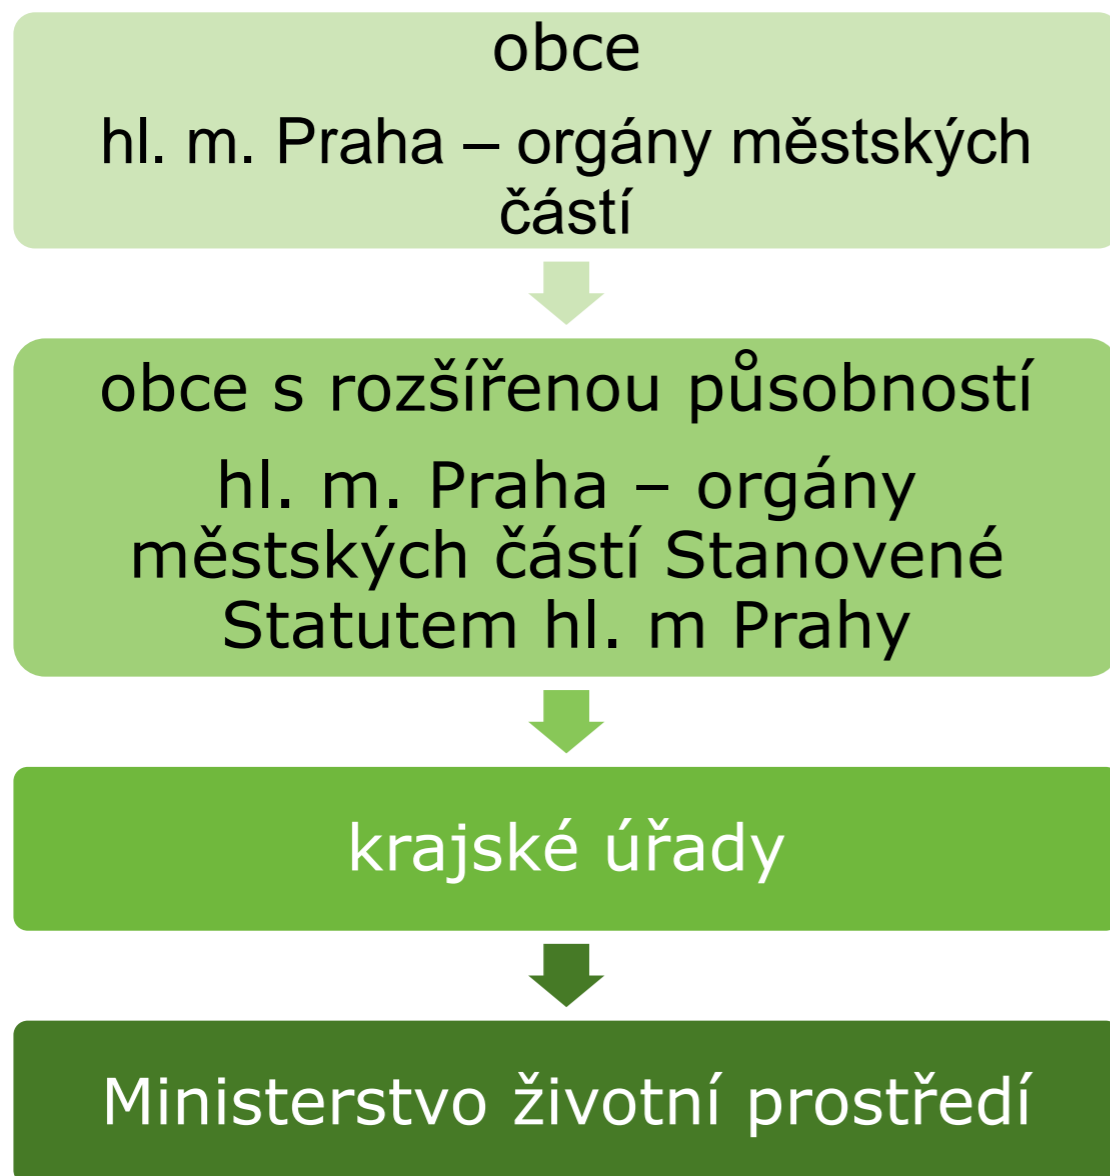 obce
hl. m. Praha – orgány městských
částí
obce s rozšířenou působností
hl. m. Praha – orgány
městských částí Stanovené
Statutem hl. m Prahy
krajské úřady
Ministerstvo životní prostředí